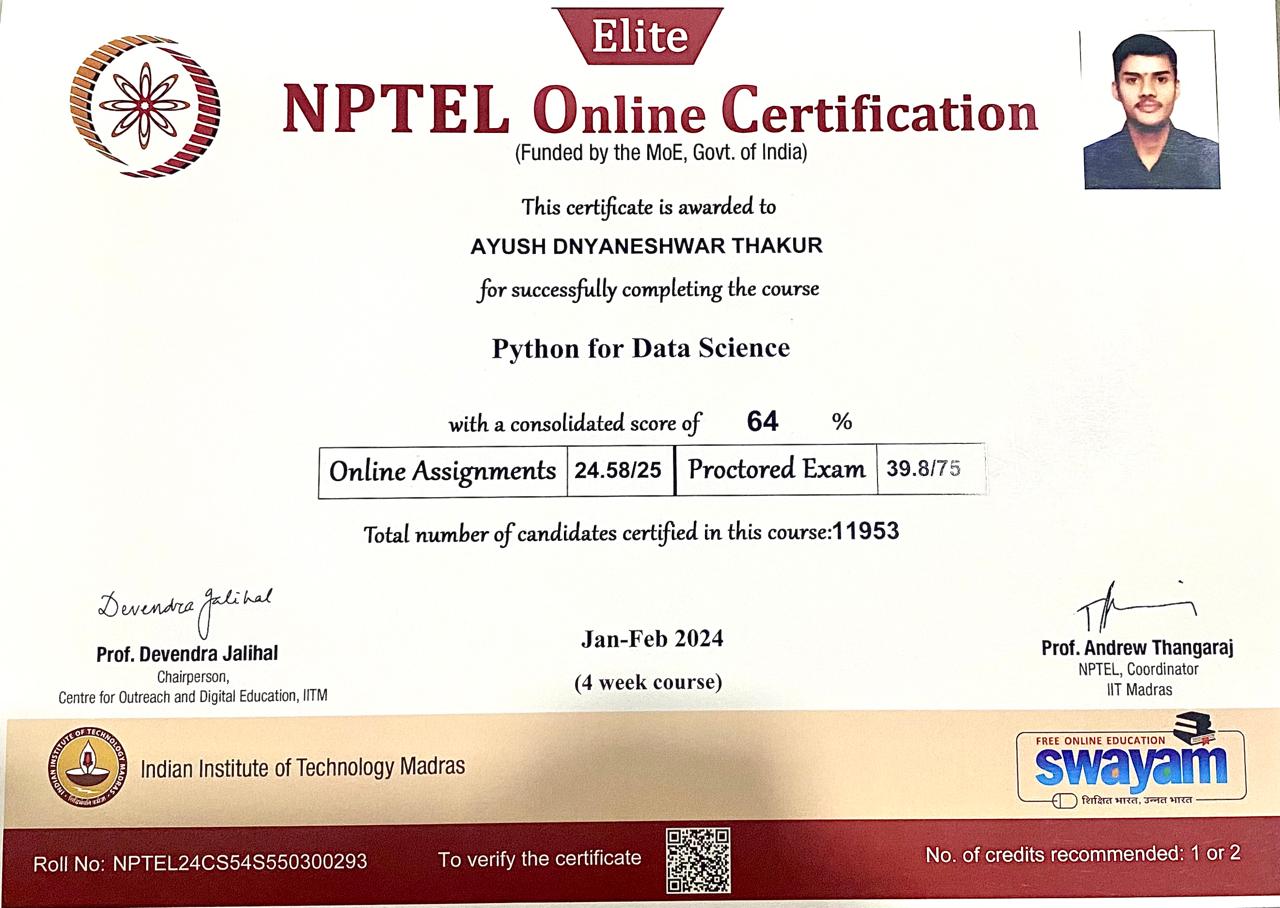 Elite
NPTEL Online Certification
(Funded by the MoE, Govt. of India)
This certificate is awarded to
AYUSH DNYANESHWAR THAKUR
for successfully completing the course
Python for Data Science
with a consolidated score of 64 %
Online Assignments 24.58/25 Proctored Exam 39.8/75
Total number of candidates certified in this course:11953
Devendra Jalihal
Prof. Devendra Jalihal
Chairperson,
Centre for Outreach and Digital Education, IITM
Jan-Feb 2024
(4 week course)
Prof. Andrew Thangaraj
NPTEL, Coordinator
IIT Madras
INDIAN INSTITUTE OF TECHNOLOGY MADRAS
Indian Institute of Technology Madras
FREE ONLINE EDUCATION
swayam
शिक्षित भारत, उन्नत भारत
Roll No: NPTEL24CS54S550300293
To verify the certificate
No. of credits recommended: 1 or 2